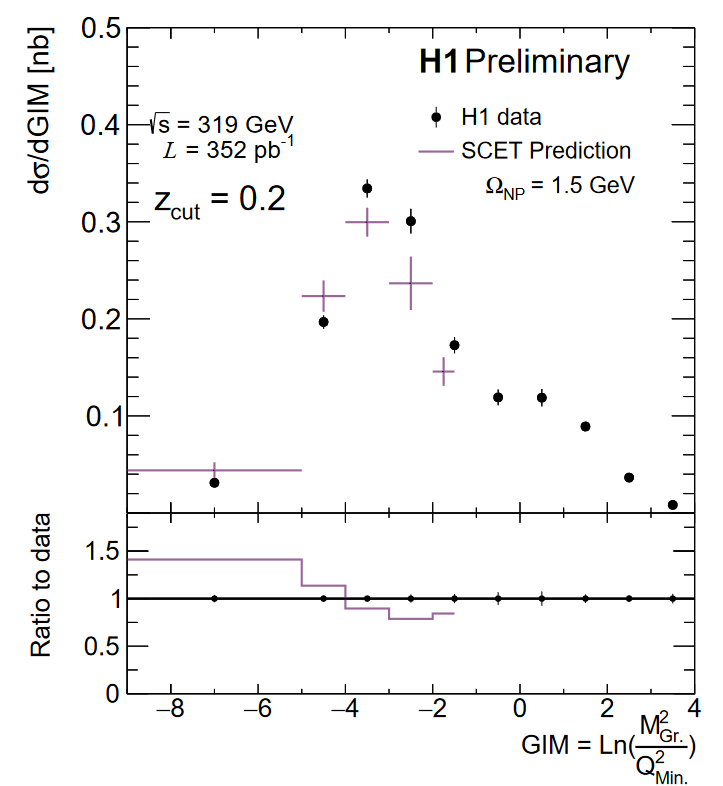 0.5
0.4
0.3
0.2
0.1
dσ/dGIM [nb]
H1 Preliminary
√s = 319 GeV
L = 352 pb⁻¹
z_cut = 0.2
H1 data
SCET Prediction
Ω_NP = 1.5 GeV
Ratio to data
1.5
1
0.5
0
−8 −6 −4 −2 0 2 4
GIM = Ln(M²_Gr. / Q²_Min.)